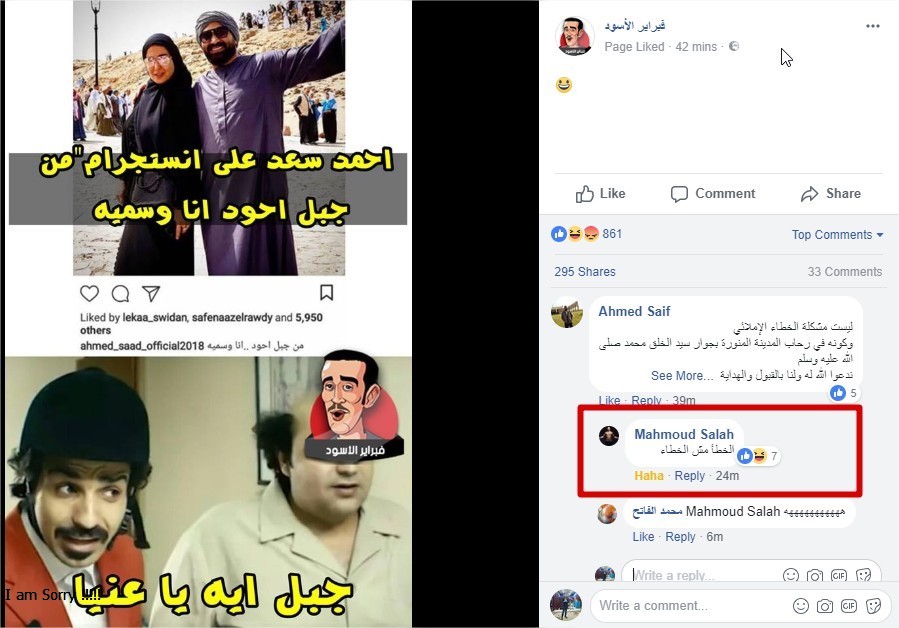 احمد سعد على انستجرام"من
جبل احود انا وسميه
Liked by lekaa_swidan, safenaazelrawdy and 5,950
others
ahmed_saad_official2018 من جبل احود ..انا وسميه
فبراير الاسود
جبل ايه يا عنيا
I am Sorry !!!!!
فبراير الأسود
Page Liked · 42 mins ·
Like Comment Share
861
Top Comments
295 Shares
33 Comments
Ahmed Saif
ليست مشكلة الخطاء الإملائي
وكونه في رحاب المدينة المنورة بجوار سيد الخلق محمد صلى
الله عليه وسلم
ندعوا الله له ولنا بالقبول والهداية See More...
5
Like · Reply · 39m
Mahmoud Salah
الخطأ مش الخطاء
7
Haha · Reply · 24m
محمد الفاتح Mahmoud Salah هههههههههههه
Like · Reply · 6m
Write a reply...
GIF
Write a comment...
GIF